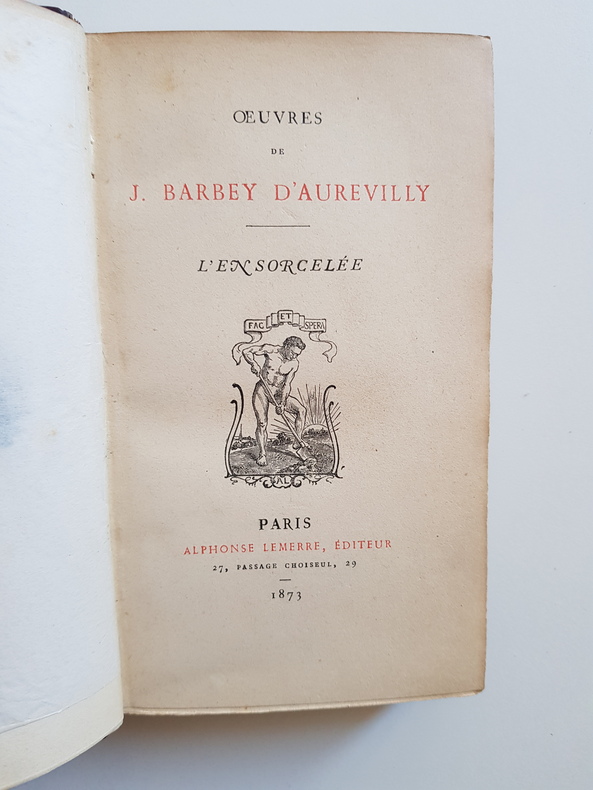 ŒUVRES
DE
J. BARBEY D'AUREVILLY
L'ENSORCELÉE
FAC ET SPERA
AL
PARIS
ALPHONSE LEMERRE, ÉDITEUR
27, PASSAGE CHOISEUL, 29
1873